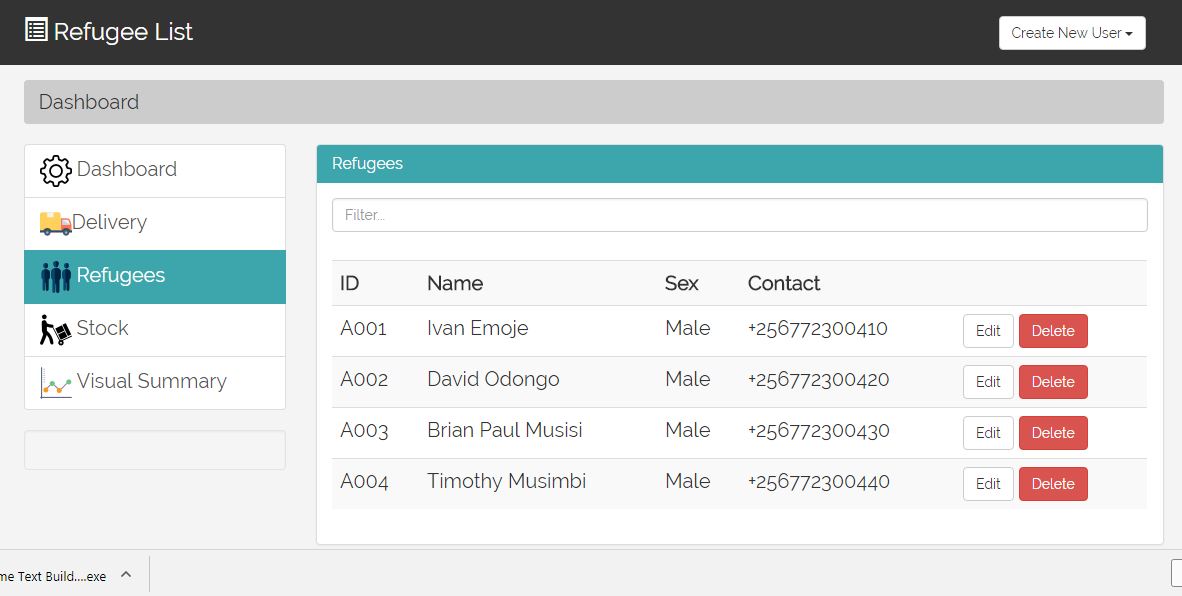 Refugee List
Create New User
Dashboard
Dashboard
Delivery
Refugees
Stock
Visual Summary
Refugees
Filter...
ID Name Sex Contact
A001 Ivan Emoje Male +256772300410 Edit Delete
A002 David Odongo Male +256772300420 Edit Delete
A003 Brian Paul Musisi Male +256772300430 Edit Delete
A004 Timothy Musimbi Male +256772300440 Edit Delete
me Text Build....exe